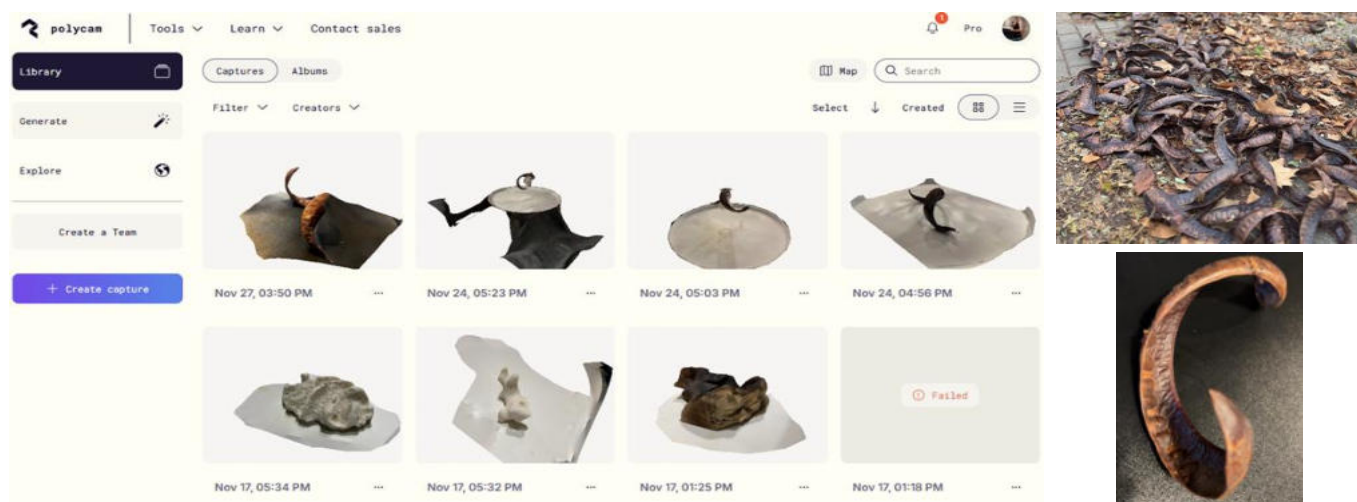 polycam
Tools
Learn
Contact sales
1
Pro
Library
Captures
Albums
Map
Search
Filter
Creators
Select
Created
Generate
Explore
Create a Team
+ Create capture
Nov 27, 03:50 PM
Nov 24, 05:23 PM
Nov 24, 05:03 PM
Nov 24, 04:56 PM
Failed
Nov 17, 05:34 PM
Nov 17, 05:32 PM
Nov 17, 01:25 PM
Nov 17, 01:18 PM